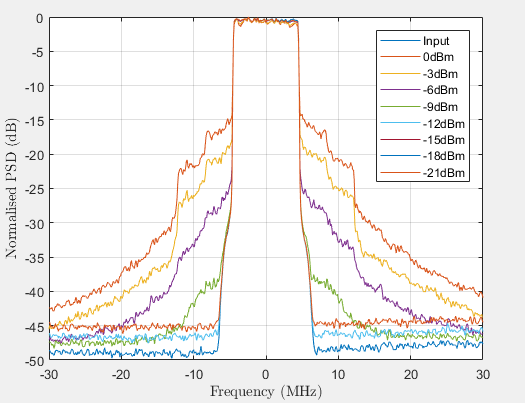 0
-5
-10
-15
-20
-25
-30
-35
-40
-45
-50
Normalised PSD (dB)
Input
0dBm
-3dBm
-6dBm
-9dBm
-12dBm
-15dBm
-18dBm
-21dBm
-30 -20 -10 0 10 20 30
Frequency (MHz)